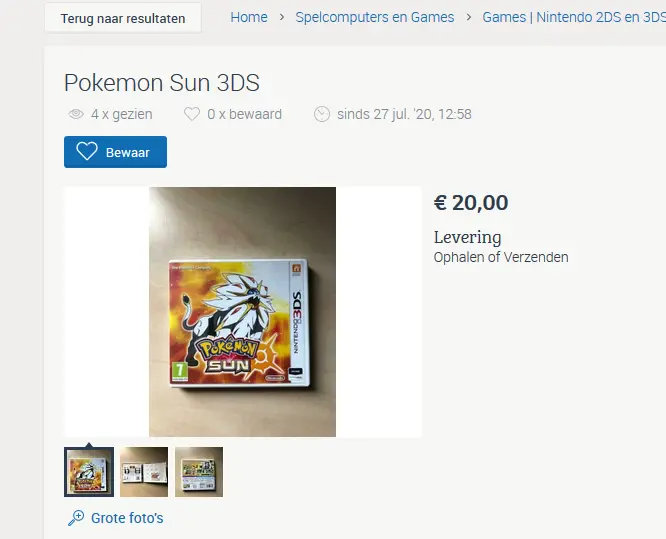 Terug naar resultaten
Home > Spelcomputers en Games > Games | Nintendo 2DS en 3DS
Pokemon Sun 3DS
4 x gezien
0 x bewaard
sinds 27 jul. '20, 12:58
Bewaar
€ 20,00
Levering
Ophalen of Verzenden
NINTENDO 3DS
POKéMON
SUN
7
Nintendo
Grote foto's